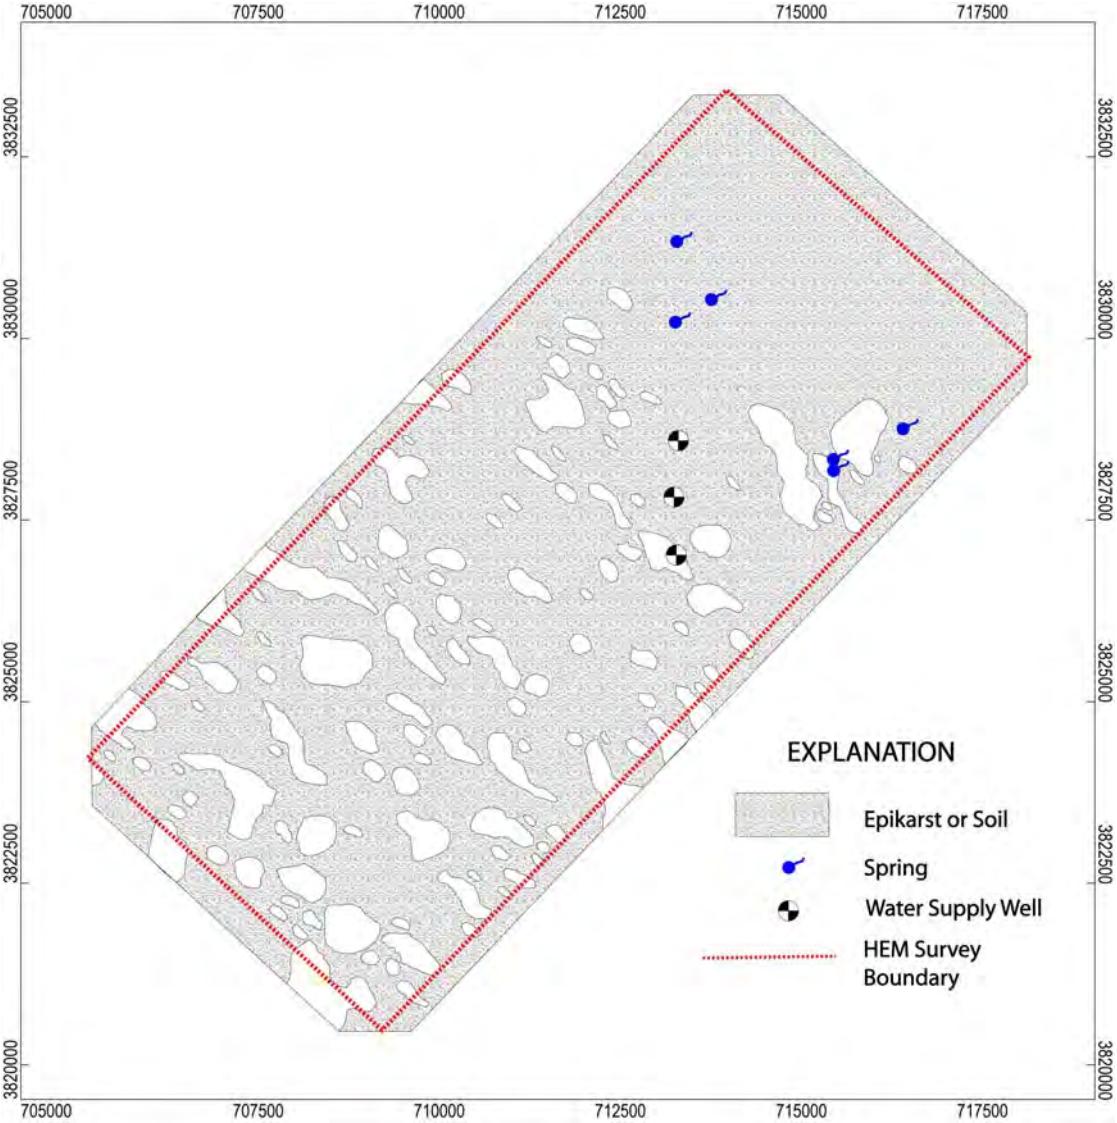 705000 707500 710000 712500 715000 717500
3832500 3832500
3830000 3830000
3827500 3827500
3825000 3825000
3822500 3822500
3820000 3820000
EXPLANATION
Epikarst or Soil
Spring
Water Supply Well
HEM Survey
Boundary
705000 707500 710000 712500 715000 717500